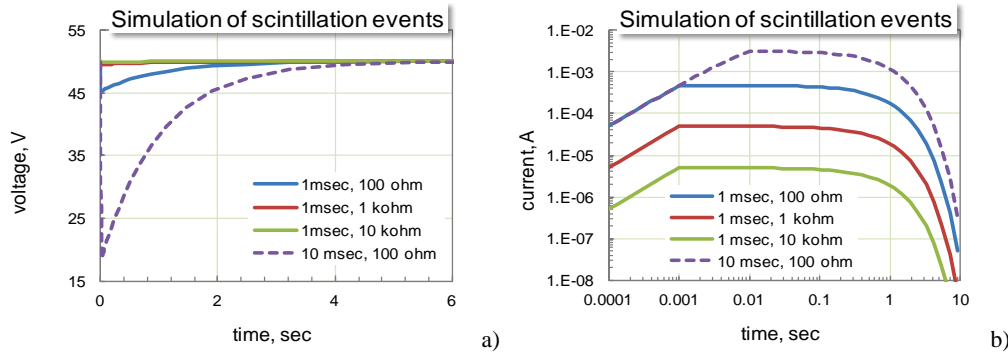 Simulation of scintillation events
55
45
35
25
15
voltage, V
0
2
4
6
time, sec
1msec, 100 ohm
1msec, 1 kohm
1msec, 10 kohm
10 msec, 100 ohm
a)
Simulation of scintillation events
1.E-02
1.E-03
1.E-04
1.E-05
1.E-06
1.E-07
1.E-08
current, A
0.0001
0.001
0.01
0.1
1
10
time, sec
1 msec, 100 ohm
1 msec, 1 kohm
1 msec, 10 kohm
10 msec, 100 ohm
b)